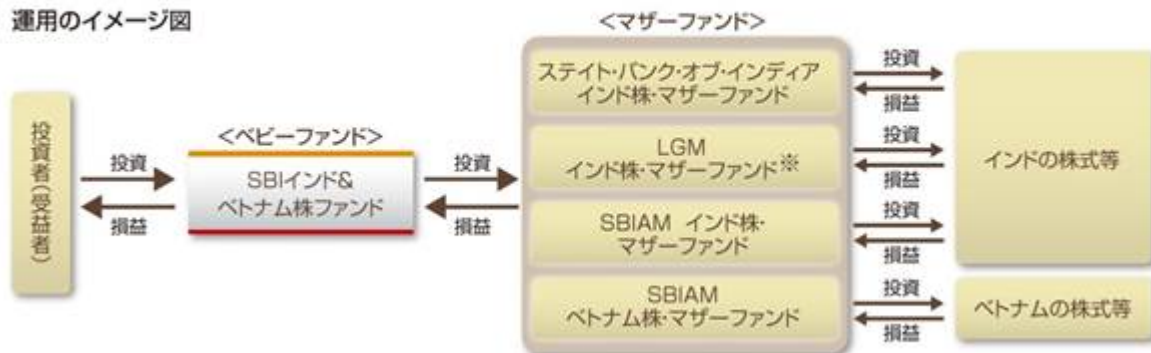 運用のイメージ図
＜マザーファンド＞
投資者(受益者)
投資
損益
＜ベビーファンド＞
SBIインド&
ベトナム株ファンド
投資
損益
ステイト・バンク・オブ・インディア
インド株・マザーファンド
LGM
インド株・マザーファンド※
SBIAM インド株・
マザーファンド
SBIAM
ベトナム株・マザーファンド
投資
損益
投資
損益
投資
損益
投資
損益
インドの株式等
ベトナムの株式等